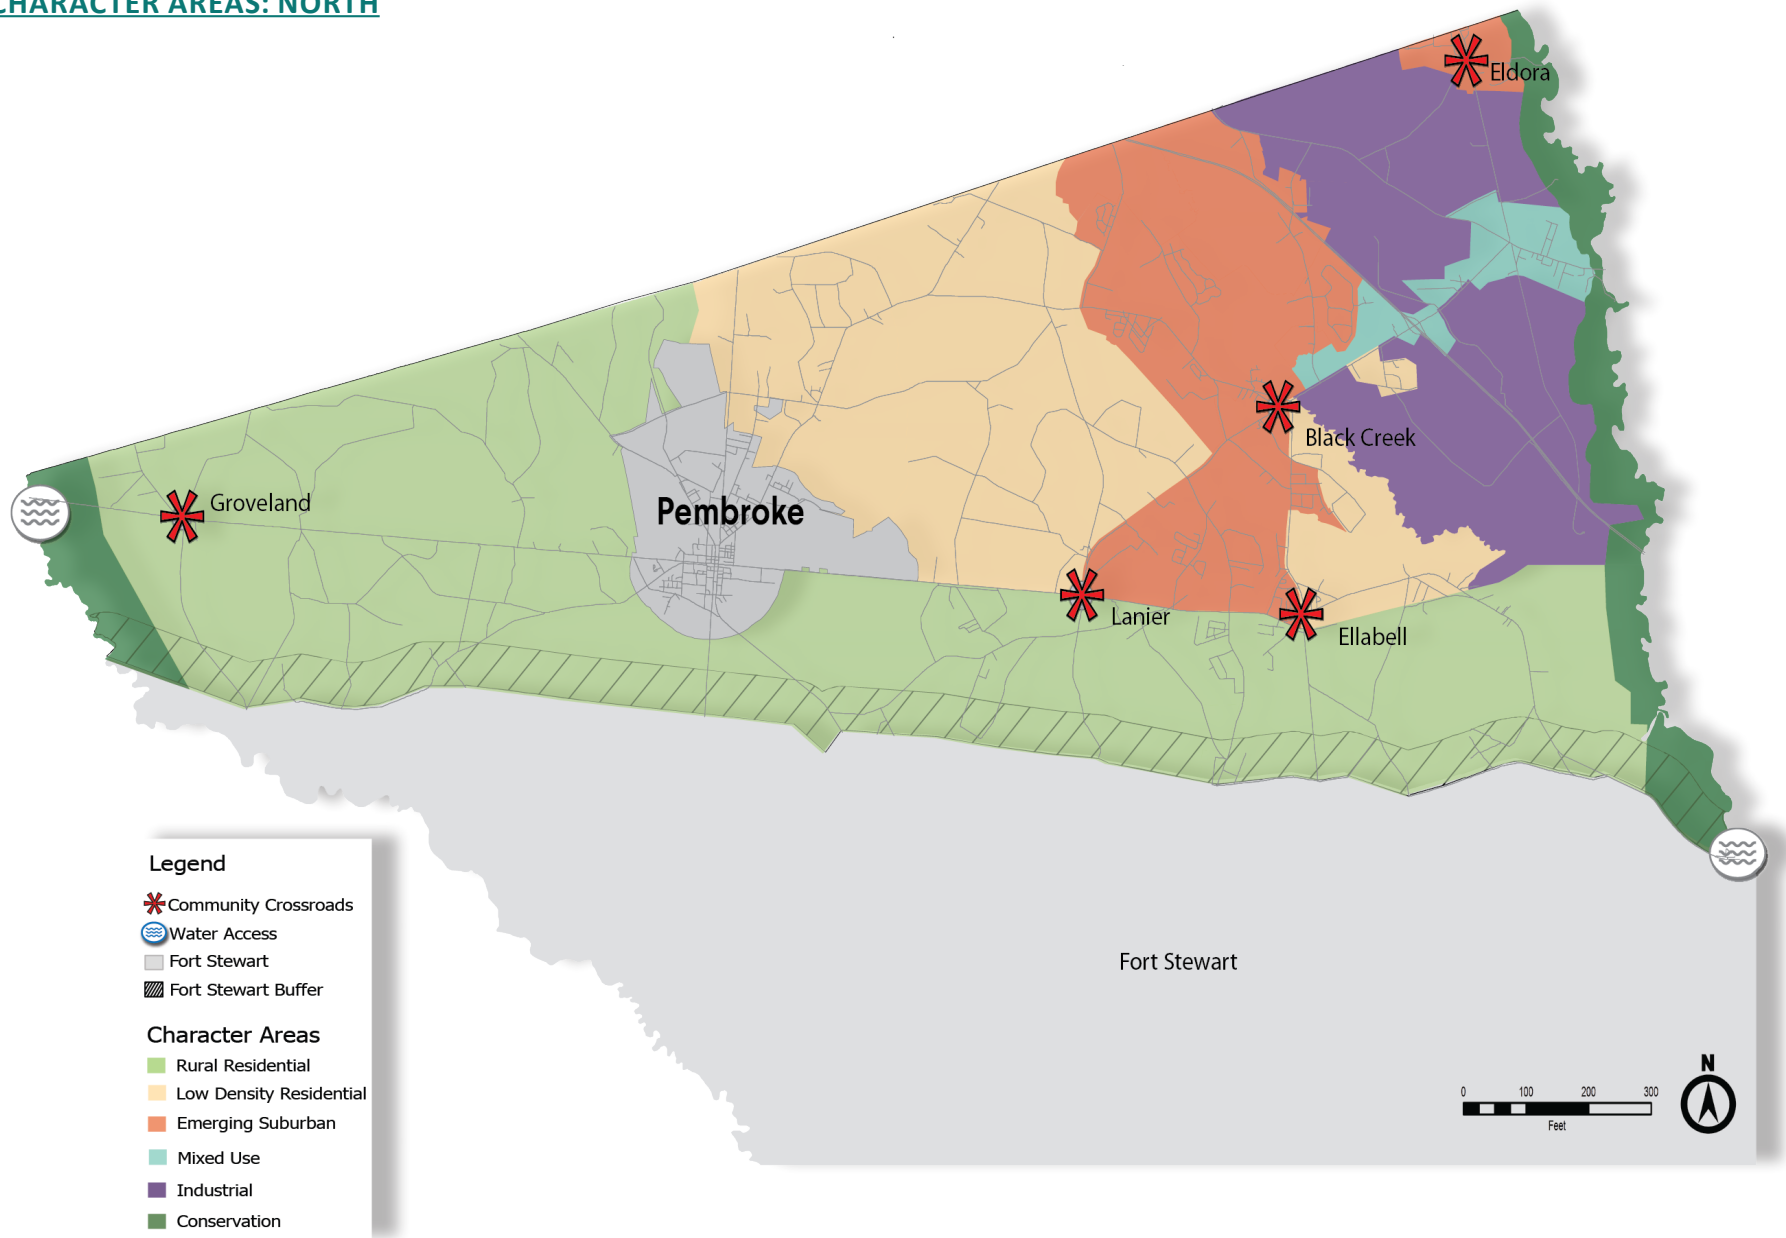 CHARACTER AREAS: NORTH
Eldora
Black Creek
Groveland
Pembroke
Lanier
Ellabell
Fort Stewart
Legend
Community Crossroads
Water Access
Fort Stewart
Fort Stewart Buffer
Character Areas
Rural Residential
Low Density Residential
Emerging Suburban
Mixed Use
Industrial
Conservation
N
0 100 200 300
Feet